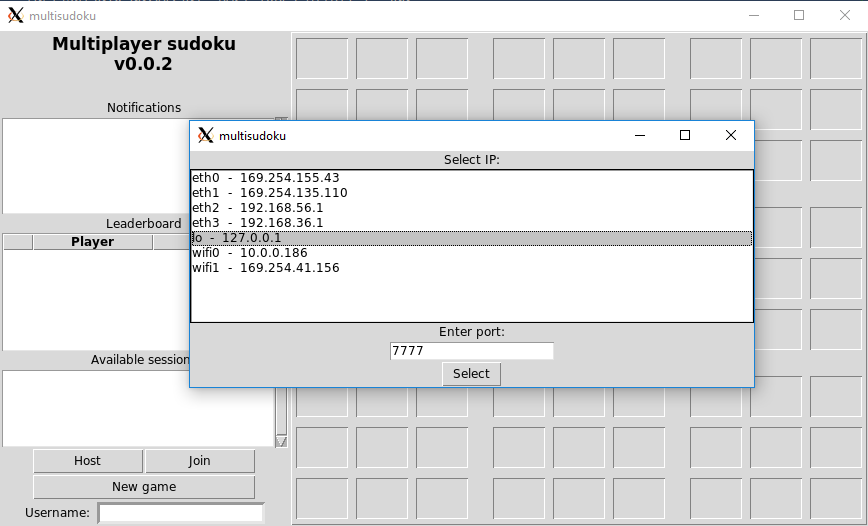 multisudoku
Multiplayer sudoku
v0.0.2
Notifications
Leaderboard
Player
Available session
Host
Join
New game
Username:
multisudoku
Select IP:
eth0 - 169.254.155.43
eth1 - 169.254.135.110
eth2 - 192.168.56.1
eth3 - 192.168.36.1
lo - 127.0.0.1
wifi0 - 10.0.0.186
wifi1 - 169.254.41.156
Enter port:
7777
Select